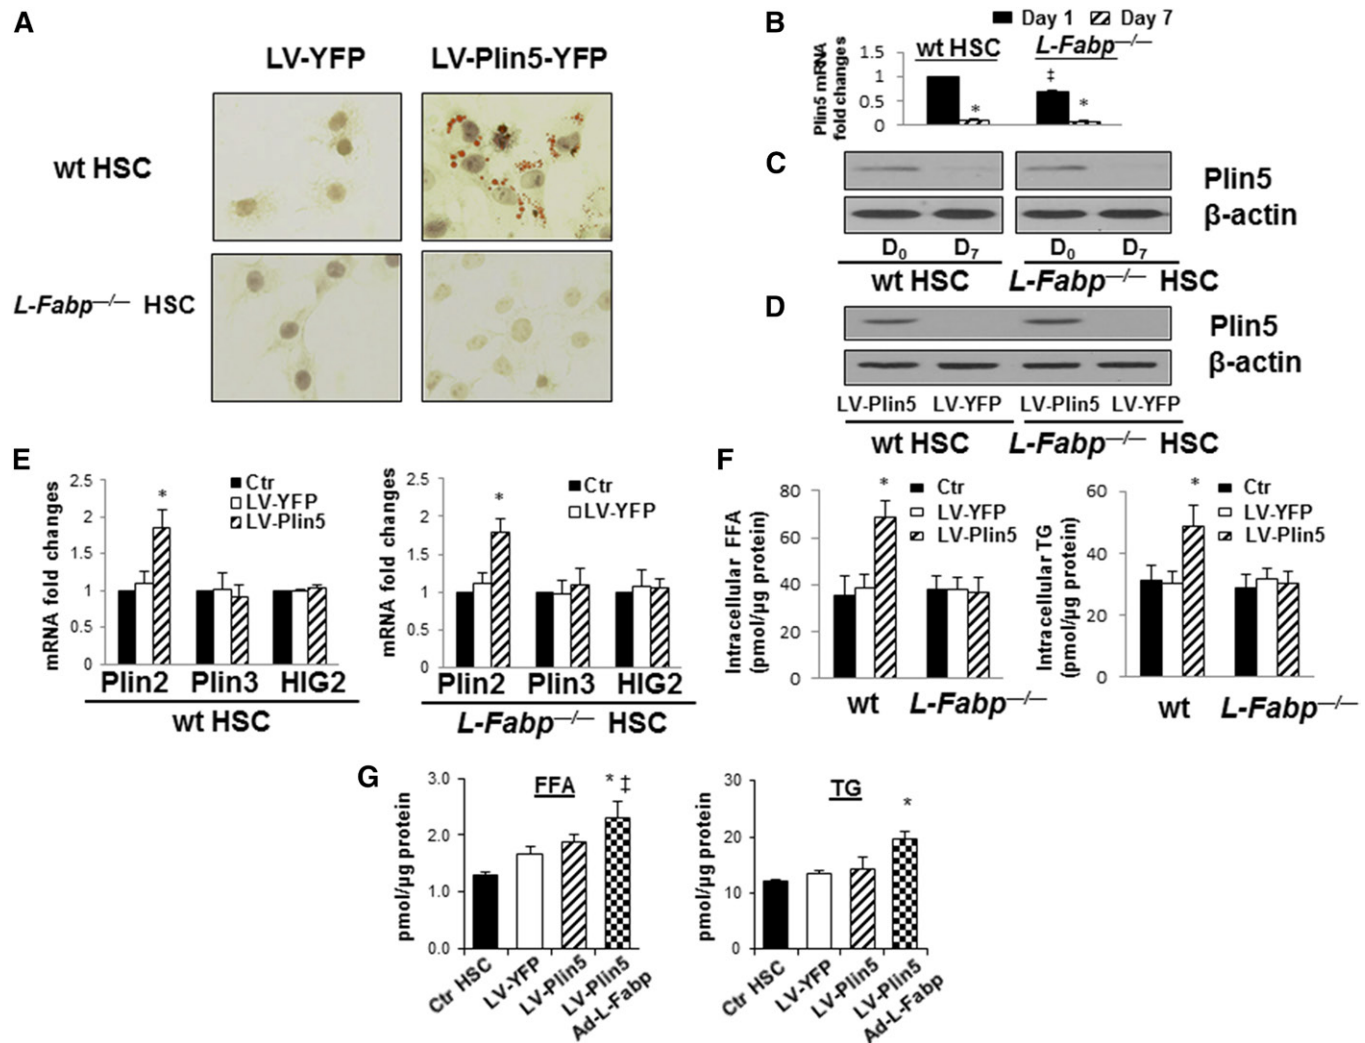 A
LV-YFP LV-Plin5-YFP
wt HSC
L-Fabp—/— HSC
B
Day 1 Day 7
wt HSC L-Fabp—/—
Plin5 mRNA
fold changes
1.5
1
0.5
0
‡
*
*
C
Plin5
β-actin
D0 D7 D0 D7
wt HSC L-Fabp—/— HSC
D
Plin5
β-actin
LV-Plin5 LV-YFP LV-Plin5 LV-YFP
wt HSC L-Fabp—/— HSC
E
mRNA fold changes
2.5
2
1.5
1
0.5
0
*
Ctr
LV-YFP
LV-Plin5
Plin2 Plin3 HIG2
wt HSC
mRNA fold changes
2.5
2
1.5
1
0.5
0
*
Ctr
LV-YFP
Plin2 Plin3 HIG2
L-Fabp—/— HSC
F
Intracellular FFA
(pmol/µg protein)
80
60
40
20
0
*
Ctr
LV-YFP
LV-Plin5
wt L-Fabp—/—
Intracellular TG
(pmol/µg protein)
60
40
20
0
*
Ctr
LV-YFP
LV-Plin5
wt L-Fabp—/—
G
pmol/µg protein
3.0
2.0
1.0
0.0
FFA
* ‡
Ctr HSC
LV-YFP
LV-Plin5
LV-Plin5
Ad-L-Fabp
pmol/µg protein
30
20
10
0
TG
*
Ctr HSC
LV-YFP
LV-Plin5
LV-Plin5
Ad-L-Fabp